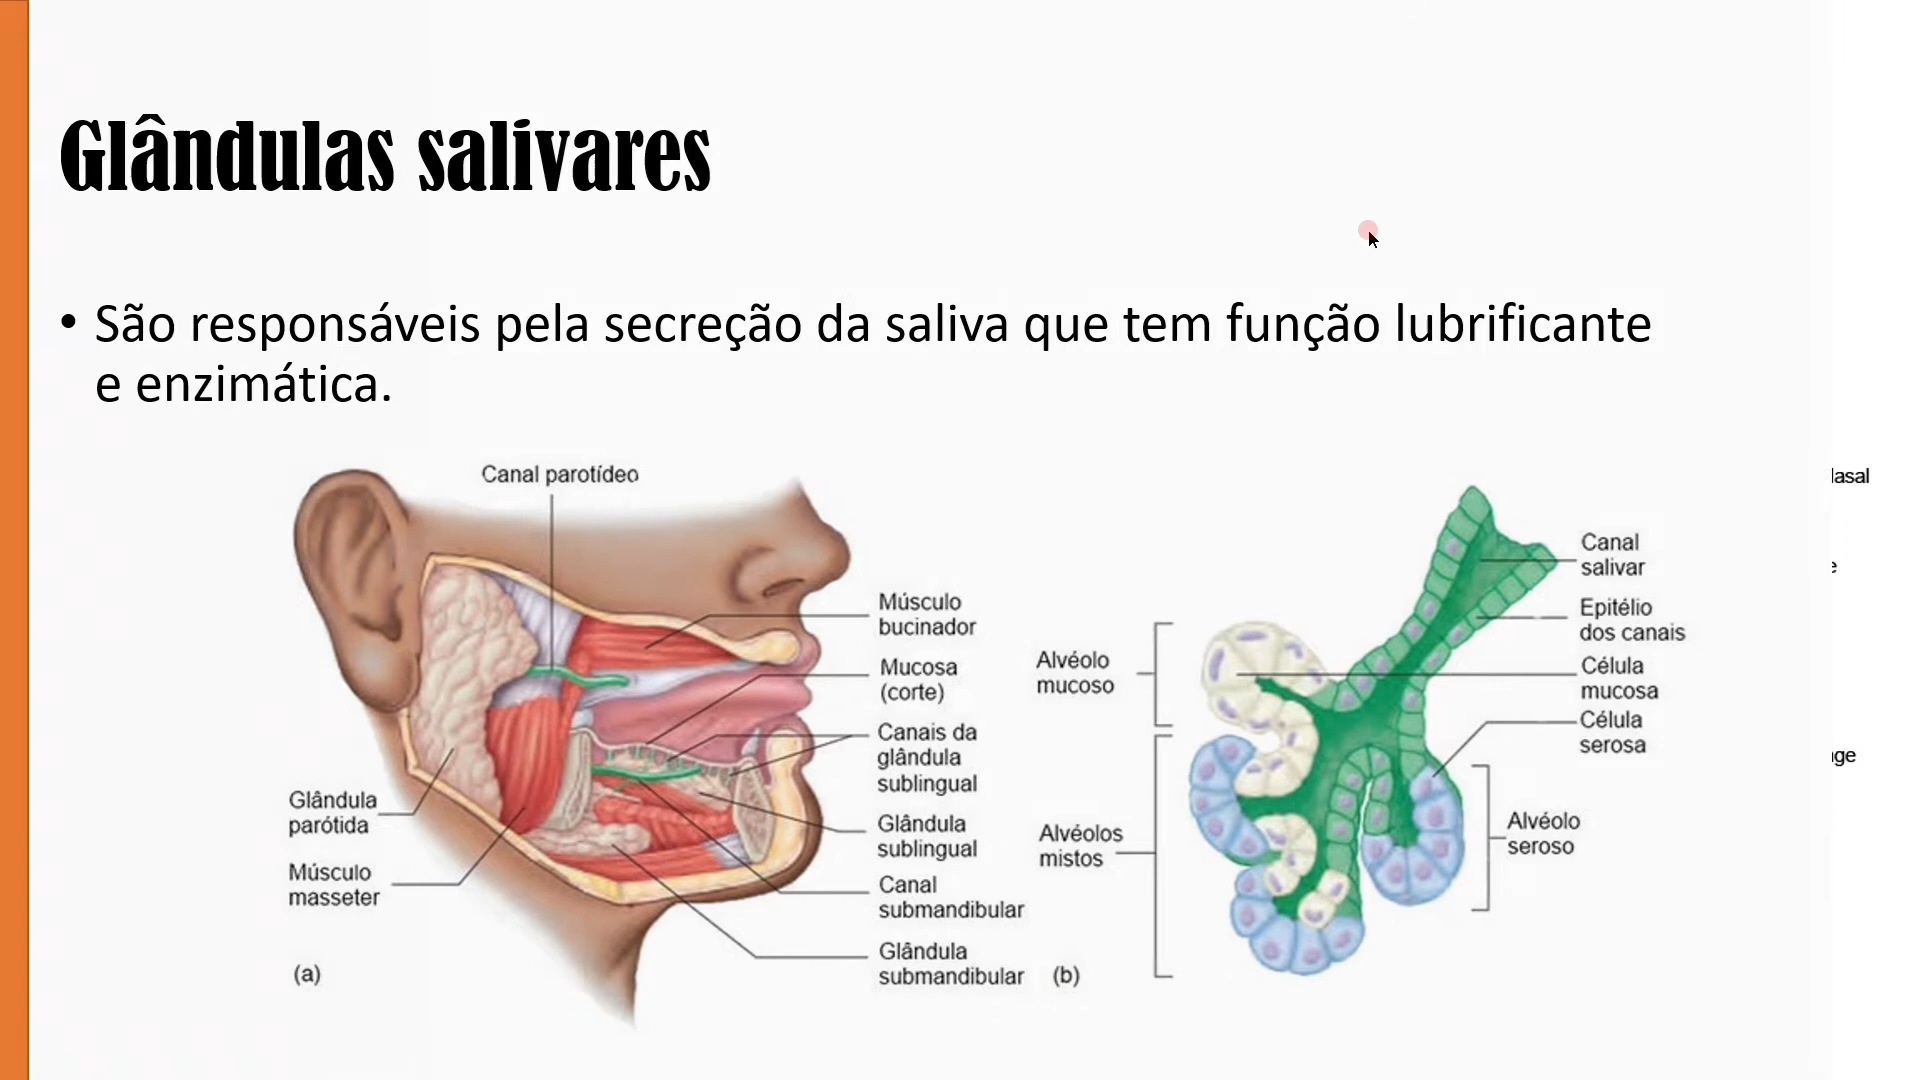 Glândulas salivares
• São responsáveis pela secreção da saliva que tem função lubrificante
e enzimática.
Canal parotídeo
Músculo
bucinador
Mucosa
(corte)
Canais da
glândula
sublingual
Glândula
sublingual
Canal
submandibular
Glândula
submandibular
Glândula
parótida
Músculo
masseter
(a)
Alvéolo
mucoso
Alvéolos
mistos
(b)
Canal
salivar
Epitélio
dos canais
Célula
mucosa
Célula
serosa
Alvéolo
seroso